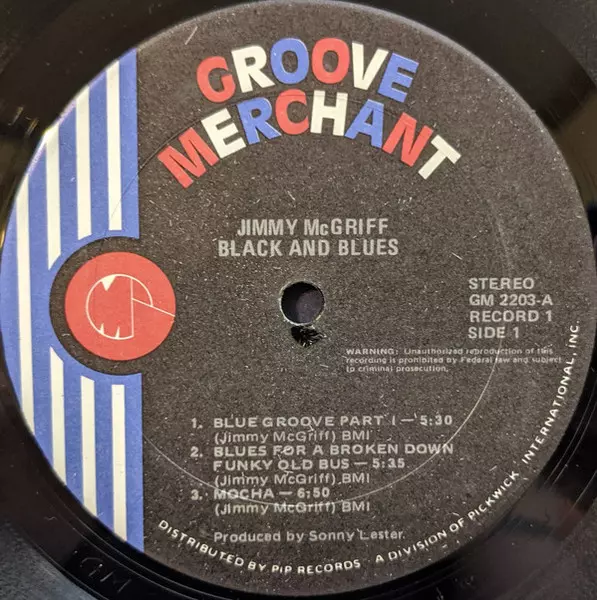 GROOVE
MERCHANT
JIMMY McGRIFF
BLACK AND BLUES
STEREO
GM 2203-A
RECORD 1
SIDE 1
WARNING: Unauthorized reproduction of this
recording is prohibited by Federal law and subject
to criminal prosecution.
1. BLUE GROOVE PART I — 5:30
(Jimmy McGriff) BMI
2. BLUES FOR A BROKEN DOWN
FUNKY OLD BUS — 5:35
(Jimmy McGriff) BMI
3. MOCHA — 6:50
(Jimmy McGriff) BMI
Produced by Sonny Lester.
DISTRIBUTED BY PIP RECORDS • A DIVISION OF PICKWICK INTERNATIONAL, INC.